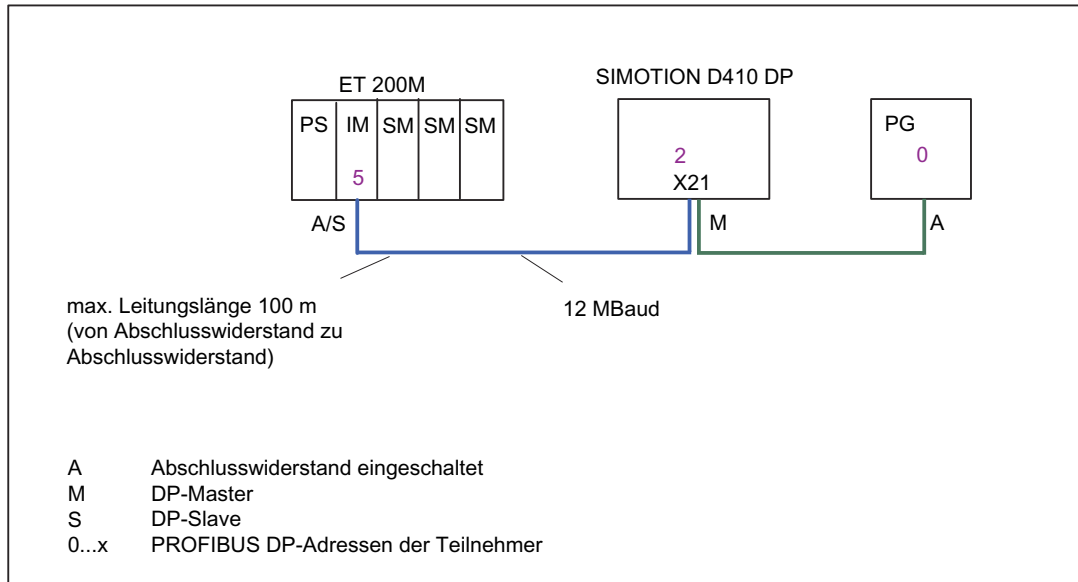 ET 200M
SIMOTION D410 DP
PS IM SM SM SM
PG
5
2
0
X21
A/S
M
A
max. Leitungslänge 100 m
(von Abschlusswiderstand zu
Abschlusswiderstand)
12 MBaud
A Abschlusswiderstand eingeschaltet
M DP-Master
S DP-Slave
0...x PROFIBUS DP-Adressen der Teilnehmer